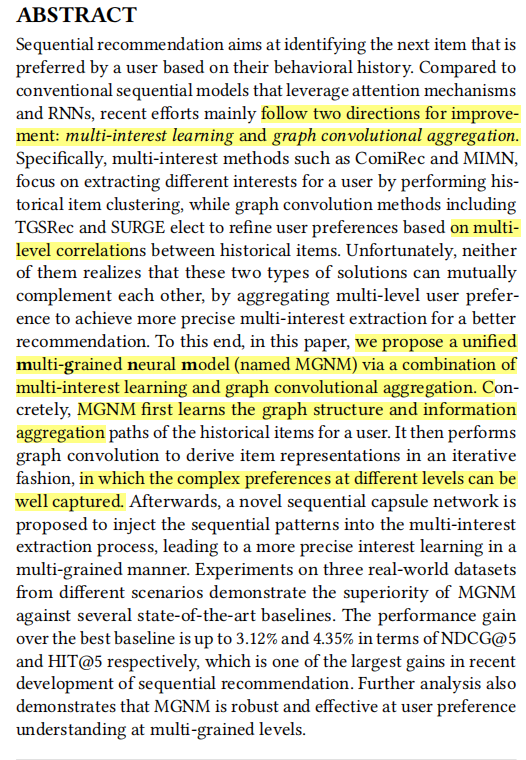 ABSTRACT
Sequential recommendation aims at identifying the next item that is
preferred by a user based on their behavioral history. Compared to
conventional sequential models that leverage attention mechanisms
and RNNs, recent efforts mainly follow two directions for improve-
ment: multi-interest learning and graph convolutional aggregation.
Specifically, multi-interest methods such as ComiRec and MIMN,
focus on extracting different interests for a user by performing his-
torical item clustering, while graph convolution methods including
TGSRec and SURGE elect to refine user preferences based on multi-
level correlations between historical items. Unfortunately, neither
of them realizes that these two types of solutions can mutually
complement each other, by aggregating multi-level user prefer-
ence to achieve more precise multi-interest extraction for a better
recommendation. To this end, in this paper, we propose a unified
multi-grained neural model (named MGNM) via a combination of
multi-interest learning and graph convolutional aggregation. Con-
cretely, MGNM first learns the graph structure and information
aggregation paths of the historical items for a user. It then performs
graph convolution to derive item representations in an iterative
fashion, in which the complex preferences at different levels can be
well captured. Afterwards, a novel sequential capsule network is
proposed to inject the sequential patterns into the multi-interest
extraction process, leading to a more precise interest learning in a
multi-grained manner. Experiments on three real-world datasets
from different scenarios demonstrate the superiority of MGNM
against several state-of-the-art baselines. The performance gain
over the best baseline is up to 3.12% and 4.35% in terms of NDCG@5
and HIT@5 respectively, which is one of the largest gains in recent
development of sequential recommendation. Further analysis also
demonstrates that MGNM is robust and effective at user preference
understanding at multi-grained levels.